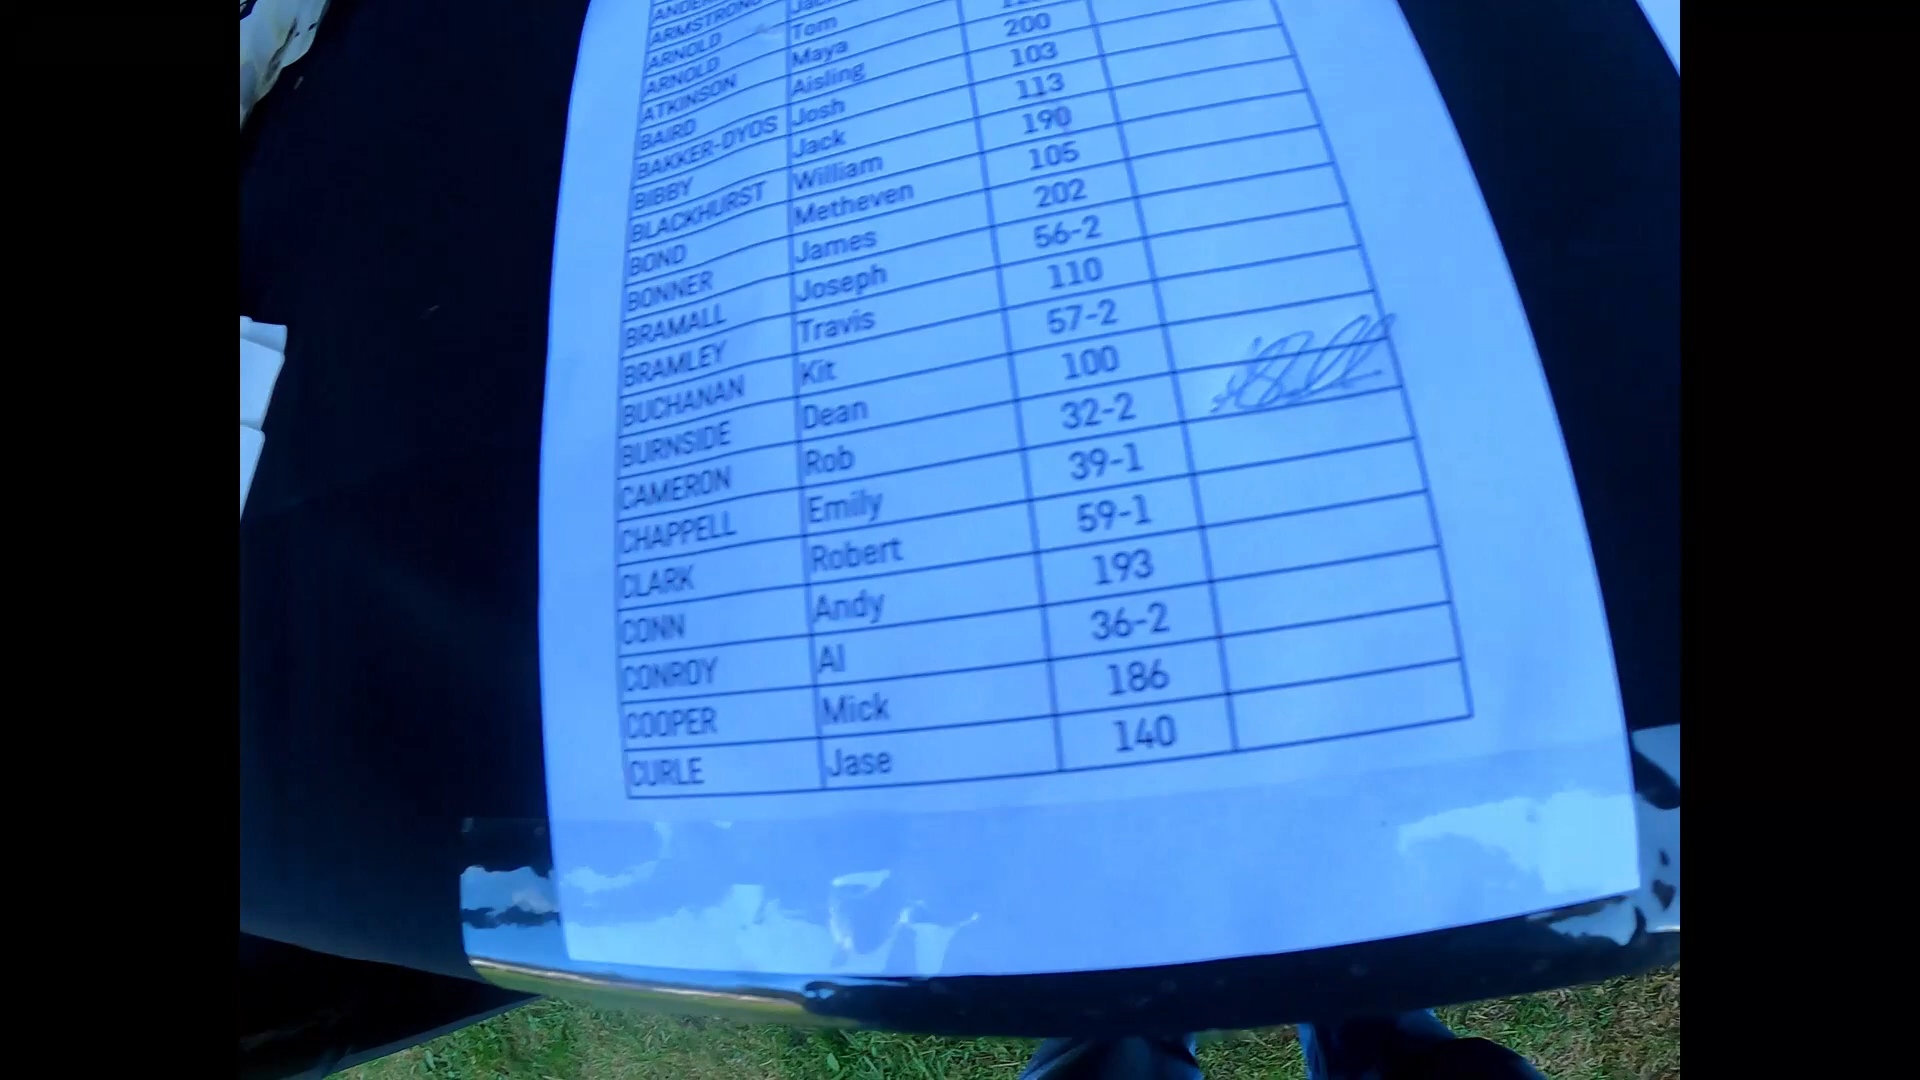 ARMSTRONG
ARNOLD
ARNOLD Tom
ATKINSON Maya
BAIRD Aisling 200
BAKKER-DYOS Josh 103
BIBBY Jack 113
BLACKHURST William 190
BOND Metheven 105
BONNER James 202
BRAMALL Joseph 56-2
BRAMLEY Travis 110
BUCHANAN Kit 57-2
BURNSIDE Dean 100
CAMERON Rob 32-2
CHAPPELL Emily 39-1
CLARK Robert 59-1
CONN Andy 193
CONROY Al 36-2
COOPER Mick 186
CURLE Jase 140